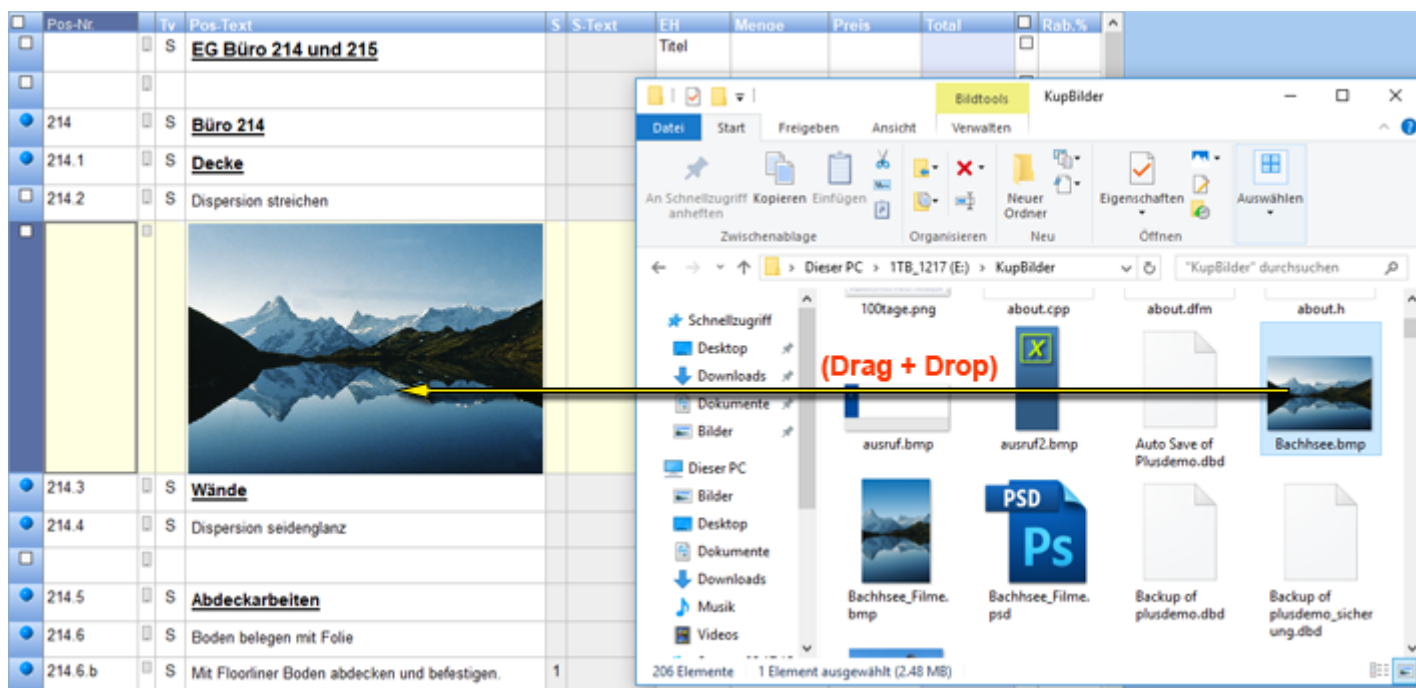 Pos-Nr. Tv Pos-Text S S-Text EH Menge Preis Total Rab.%
S EG Büro 214 und 215 Titel
214 S Büro 214
214.1 S Decke
214.2 S Dispersion streichen
214.3 S Wände
214.4 S Dispersion seidenglanz
214.5 S Abdeckarbeiten
214.6 S Boden belegen mit Folie
214.6.b S Mit Floorliner Boden abdecken und befestigen. 1
Bildtools KupBilder
Datei Start Freigeben Ansicht Verwalten
An Schnellzugriff anheften
Kopieren
Einfügen
Neuer Ordner
Eigenschaften
Auswählen
Zwischenablage Organisieren Neu Öffnen
Dieser PC > 1TB_1217 (E:) > KupBilder
"KupBilder" durchsuchen
Schnellzugriff
Desktop
Downloads
Dokumente
Bilder
Dieser PC
Bilder
Desktop
Dokumente
Downloads
Musik
Videos
100tage.png about.cpp about.dfm about.h
(Drag + Drop)
X
ausruf.bmp
ausruf2.bmp
Auto Save of
Plusdemo.dbd
Bachhsee.bmp
PSD
Ps
Bachhsee_Filme.
bmp
Bachhsee_Filme.
psd
Backup of
plusdemo.dbd
Backup of
plusdemo_sicher
ung.dbd
206 Elemente 1 Element ausgewählt (2.48 MB)